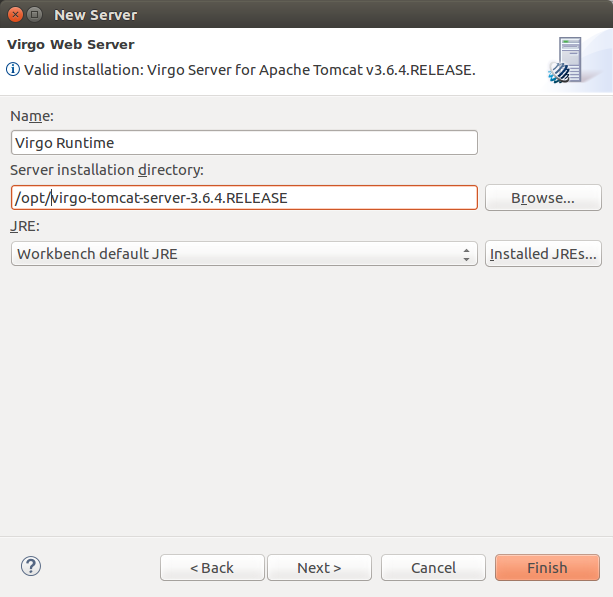 New Server
Virgo Web Server
Valid installation: Virgo Server for Apache Tomcat v3.6.4.RELEASE.
Name:
Virgo Runtime
Server installation directory:
/opt/virgo-tomcat-server-3.6.4.RELEASE
Browse...
JRE:
Workbench default JRE
Installed JREs...
?
< Back
Next >
Cancel
Finish